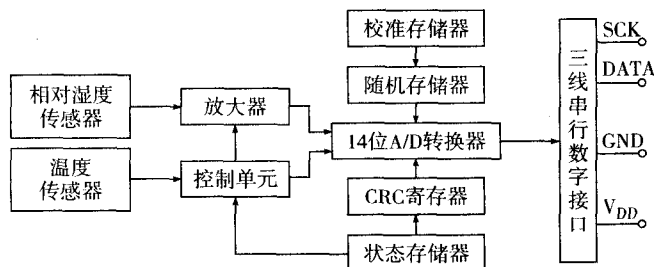 校准存储器
随机存储器
相对湿度
传感器
放大器
14位A/D转换器
温度
传感器
控制单元
CRC寄存器
状态存储器
三线串行数字接口
SCK
DATA
GND
VDD